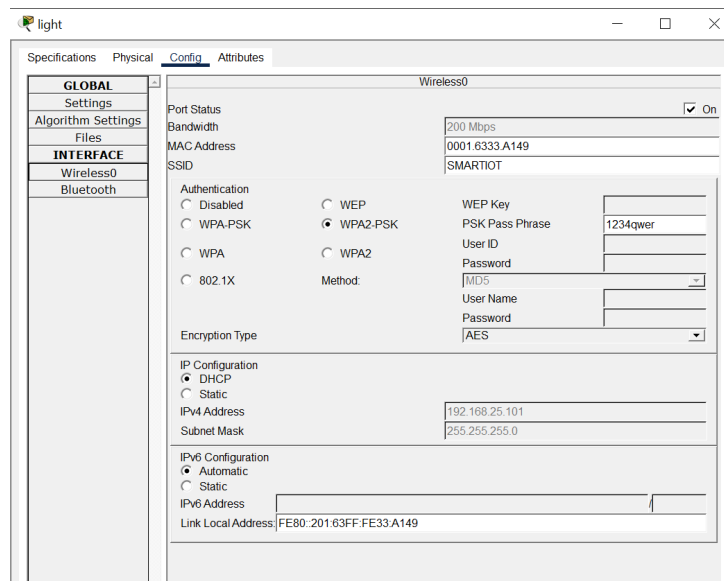 light
Specifications Physical Config Attributes
GLOBAL
Settings
Algorithm Settings
Files
INTERFACE
Wireless0
Bluetooth
Wireless0
Port Status On
Bandwidth 200 Mbps
MAC Address 0001.6333.A149
SSID SMARTIOT
Authentication
Disabled WEP WEP Key
WPA-PSK WPA2-PSK PSK Pass Phrase 1234qwer
User ID
WPA WPA2
Password
802.1X Method: MD5
User Name
Password
Encryption Type AES
IP Configuration
DHCP
Static
IPv4 Address 192.168.25.101
Subnet Mask 255.255.255.0
IPv6 Configuration
Automatic
Static
IPv6 Address /
Link Local Address: FE80::201:63FF:FE33:A149